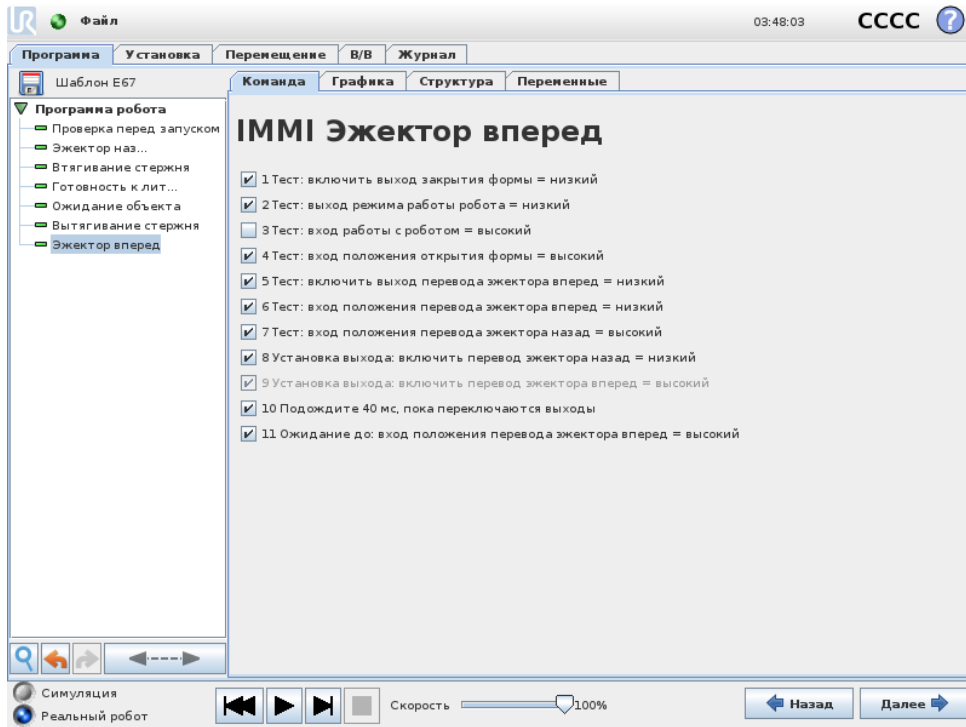 UR Файл 03:48:03 CCCC ?
Программа Установка Перемещение В/В Журнал
Шаблон E67
Команда Графика Структура Переменные
Программа робота
Проверка перед запуском
Эжектор наз...
Втягивание стержня
Готовность к лит...
Ожидание объекта
Вытягивание стержня
Эжектор вперед
IMMI Эжектор вперед
1 Тест: включить выход закрытия формы = низкий
2 Тест: выход режима работы робота = низкий
3 Тест: вход работы с роботом = высокий
4 Тест: вход положения открытия формы = высокий
5 Тест: включить выход перевода эжектора вперед = низкий
6 Тест: вход положения перевода эжектора вперед = низкий
7 Тест: вход положения перевода эжектора назад = высокий
8 Установка выхода: включить перевод эжектора назад = низкий
9 Установка выхода: включить перевод эжектора вперед = высокий
10 Подождите 40 мс, пока переключаются выходы
11 Ожидание до: вход положения перевода эжектора вперед = высокий
Симуляция
Реальный робот
Скорость 100%
Назад Далее